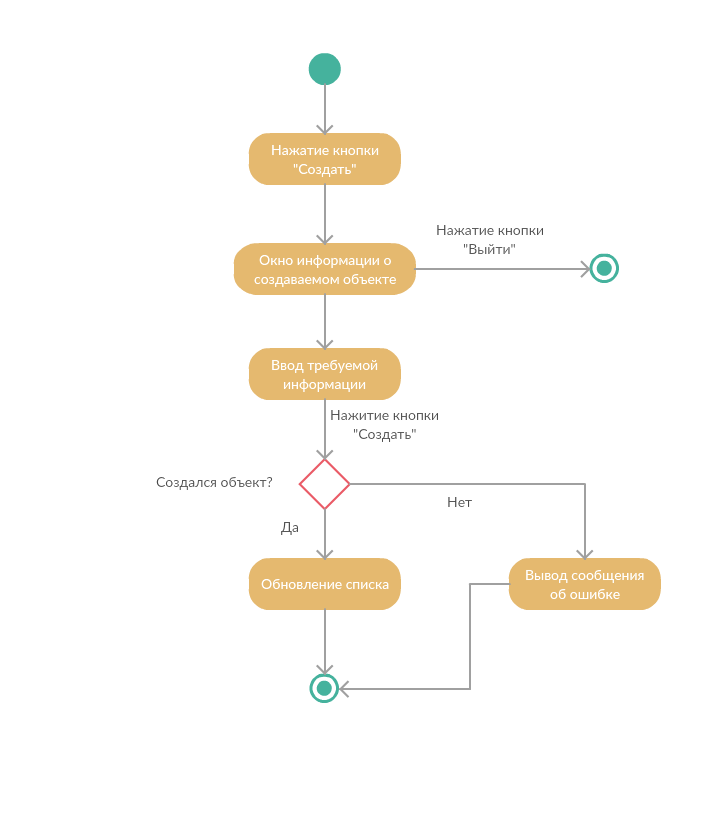 Нажатие кнопки
"Создать"
Нажатие кнопки
"Выйти"
Окно информации о
создаваемом объекте
Ввод требуемой
информации
Нажитие кнопки
"Создать"
Создался объект?
Нет
Да
Обновление списка
Вывод сообщения
об ошибке